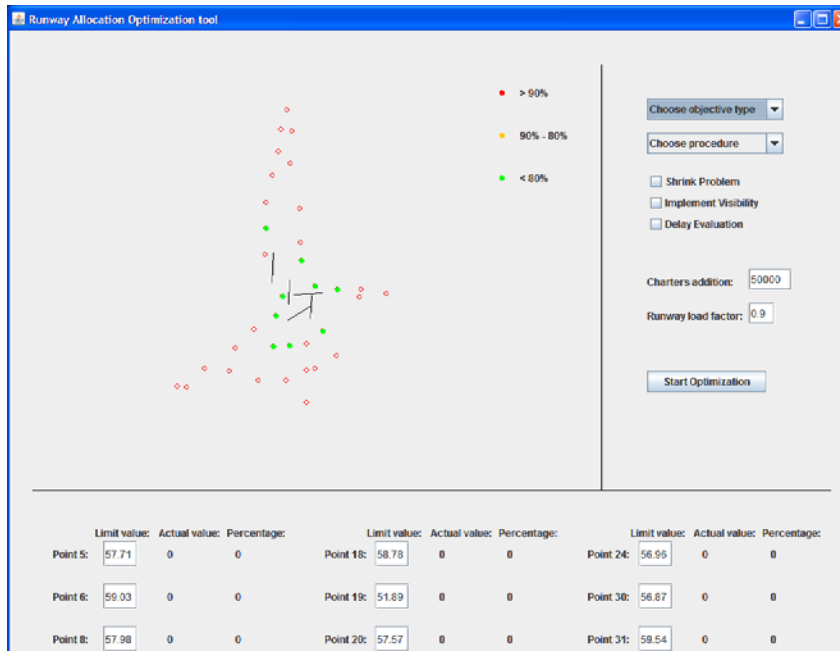 Runway Allocation Optimization tool
> 90%
90% - 80%
< 80%
Choose objective type
Choose procedure
Shrink Problem
Implement Visibility
Delay Evaluation
Charters addition: 50000
Runway load factor: 0.9
Start Optimization
Limit value: Actual value: Percentage: Limit value: Actual value: Percentage: Limit value: Actual value: Percentage:
Point 5: 57.71 0 0 Point 18: 58.78 0 0 Point 24: 56.96 0 0
Point 6: 59.03 0 0 Point 19: 51.89 0 0 Point 30: 56.87 0 0
Point 8: 57.98 0 0 Point 20: 57.57 0 0 Point 31: 59.54 0 0